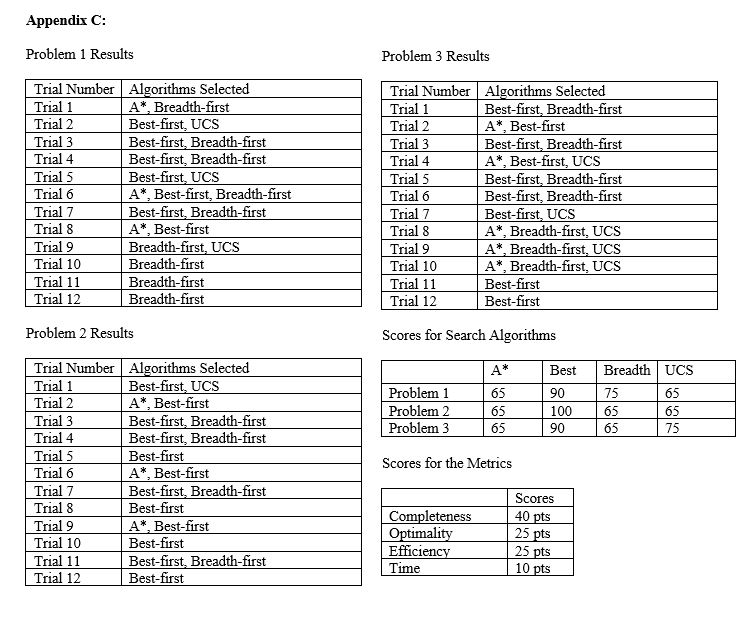 Appendix C:
Problem 1 Results
Trial Number Algorithms Selected
Trial 1 A*, Breadth-first
Trial 2 Best-first, UCS
Trial 3 Best-first, Breadth-first
Trial 4 Best-first, Breadth-first
Trial 5 Best-first, UCS
Trial 6 A*, Best-first, Breadth-first
Trial 7 Best-first, Breadth-first
Trial 8 A*, Best-first
Trial 9 Breadth-first, UCS
Trial 10 Breadth-first
Trial 11 Breadth-first
Trial 12 Breadth-first
Problem 2 Results
Trial Number Algorithms Selected
Trial 1 Best-first, UCS
Trial 2 A*, Best-first
Trial 3 Best-first, Breadth-first
Trial 4 Best-first, Breadth-first
Trial 5 Best-first
Trial 6 A*, Best-first
Trial 7 Best-first, Breadth-first
Trial 8 Best-first
Trial 9 A*, Best-first
Trial 10 Best-first
Trial 11 Best-first, Breadth-first
Trial 12 Best-first
Problem 3 Results
Trial Number Algorithms Selected
Trial 1 Best-first, Breadth-first
Trial 2 A*, Best-first
Trial 3 Best-first, Breadth-first
Trial 4 A*, Best-first, UCS
Trial 5 Best-first, Breadth-first
Trial 6 Best-first, Breadth-first
Trial 7 Best-first, UCS
Trial 8 A*, Breadth-first, UCS
Trial 9 A*, Breadth-first, UCS
Trial 10 A*, Breadth-first, UCS
Trial 11 Best-first
Trial 12 Best-first
Scores for Search Algorithms
A* Best Breadth UCS
Problem 1 65 90 75 65
Problem 2 65 100 65 65
Problem 3 65 90 65 75
Scores for the Metrics
Scores
Completeness 40 pts
Optimality 25 pts
Efficiency 25 pts
Time 10 pts